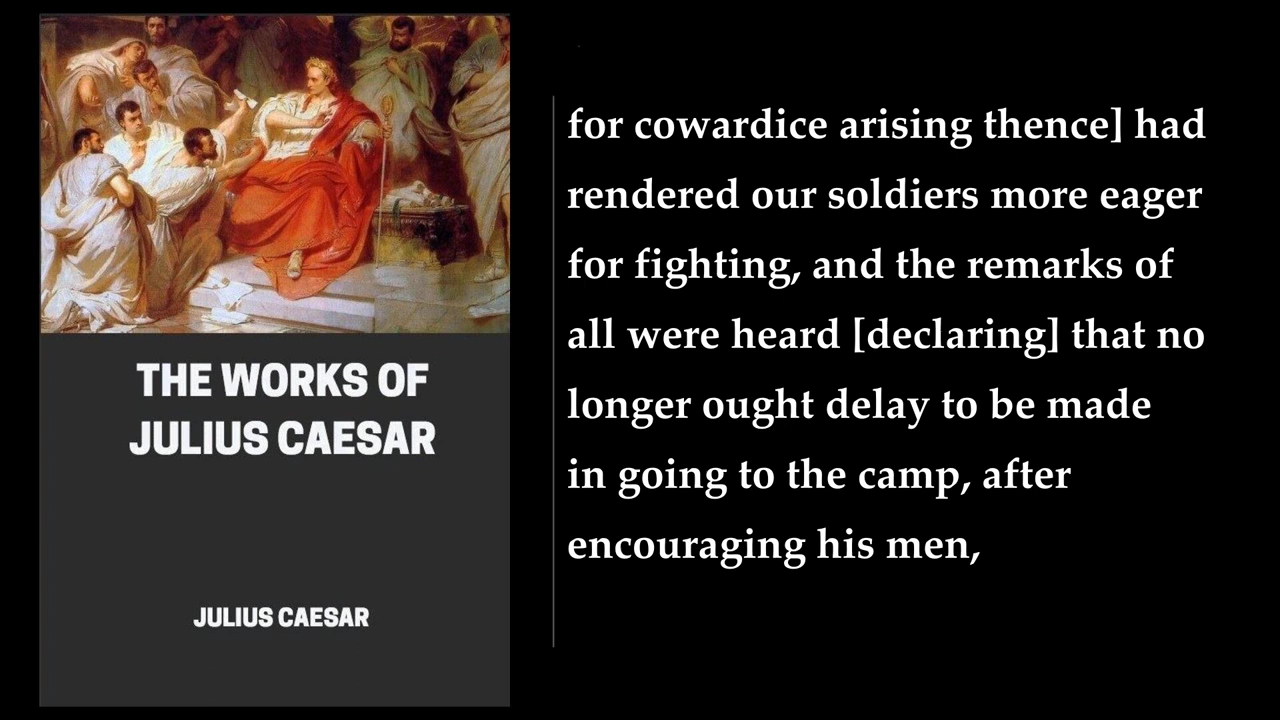 THE WORKS OF
JULIUS CAESAR
JULIUS CAESAR
for cowardice arising thence] had
rendered our soldiers more eager
for fighting, and the remarks of
all were heard [declaring] that no
longer ought delay to be made
in going to the camp, after
encouraging his men,